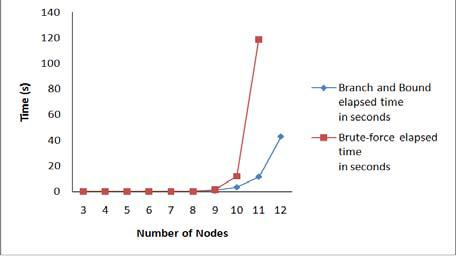 140
120
100
80
60
40
20
0
Time (s)
3 4 5 6 7 8 9 10 11 12
Number of Nodes
Branch and Bound
elapsed time
in seconds
Brute-force elapsed
time
in seconds